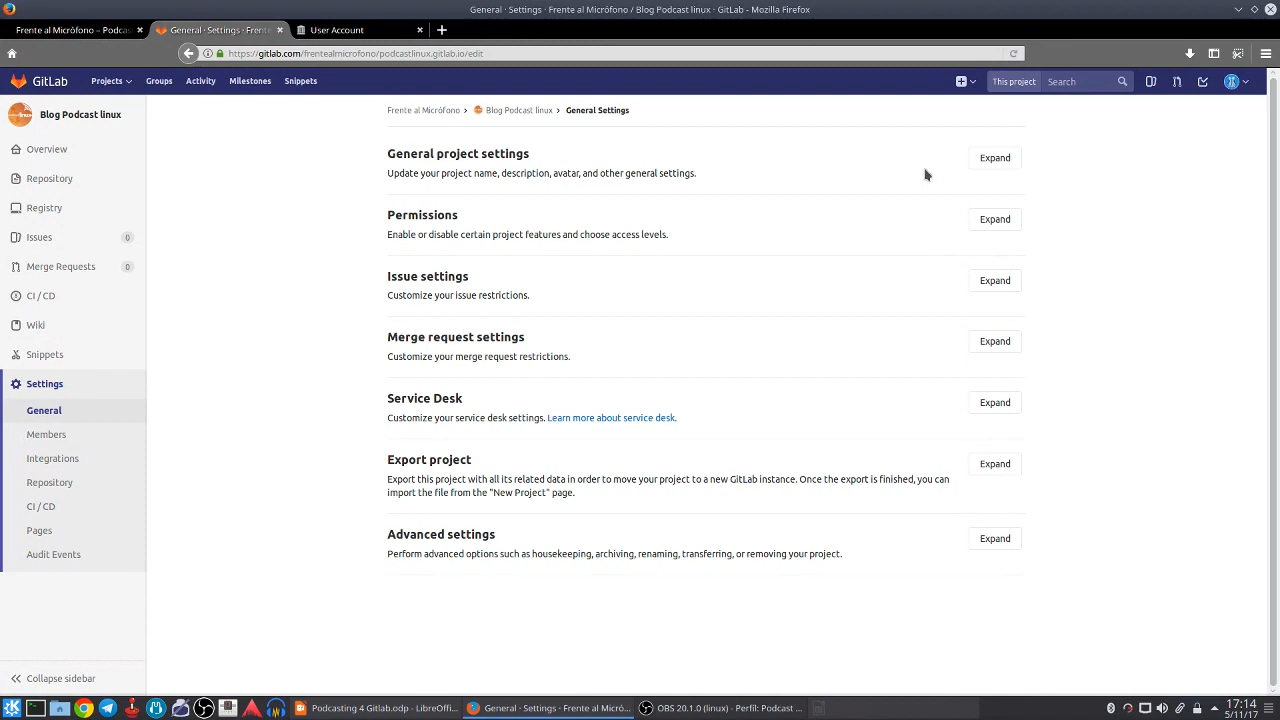 General · Settings · Frente al Micrófono / Blog Podcast linux · GitLab - Mozilla Firefox
Frente al Micrófono – Podcas
General · Settings · Frent
User Account
https://gitlab.com/frentealmicrofono/podcastlinux.gitlab.io/edit
GitLab
Projects
Groups
Activity
Milestones
Snippets
This project
Search
Blog Podcast linux
Overview
Repository
Registry
Issues
0
Merge Requests
0
CI / CD
Wiki
Snippets
Settings
General
Members
Integrations
Repository
CI / CD
Pages
Audit Events
Collapse sidebar
Frente al Micrófono > Blog Podcast linux > General Settings
General project settings
Expand
Update your project name, description, avatar, and other general settings.
Permissions
Expand
Enable or disable certain project features and choose access levels.
Issue settings
Expand
Customize your issue restrictions.
Merge request settings
Expand
Customize your merge request restrictions.
Service Desk
Expand
Customize your service desk settings. Learn more about service desk.
Export project
Expand
Export this project with all its related data in order to move your project to a new GitLab instance. Once the export is finished, you can
import the file from the "New Project" page.
Advanced settings
Expand
Perform advanced options such as housekeeping, archiving, renaming, transferring, or removing your project.
Podcasting 4 Gitlab.odp - LibreOffi...
General · Settings · Frente al Micró...
OBS 20.1.0 (linux) - Perfil: Podcast ...
17:14
5/11/17